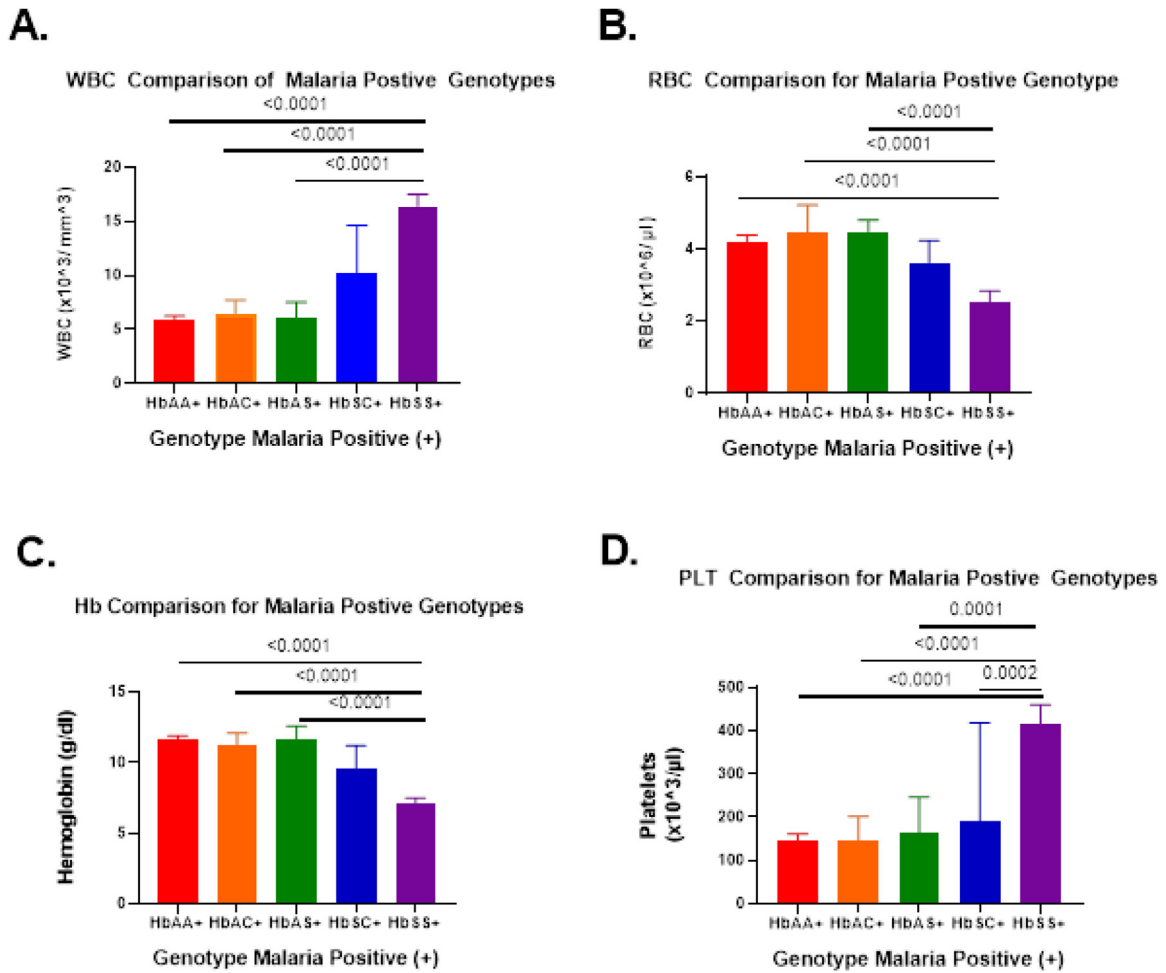 A.
WBC Comparison of Malaria Postive Genotypes
<0.0001
<0.0001
<0.0001
20
15
10
5
0
WBC (x10^3/ mm^3)
HbAA+ HbAC+ HbAS+ HbSC+ HbSS+
Genotype Malaria Positive (+)
B.
RBC Comparison for Malaria Postive Genotype
<0.0001
<0.0001
<0.0001
6
4
2
0
RBC (x10^6/ µl)
HbAA+ HbAC+ HbAS+ HbSC+ HbSS+
Genotype Malaria Positive (+)
C.
Hb Comparison for Malaria Postive Genotypes
<0.0001
<0.0001
<0.0001
15
10
5
0
Hemoglobin (g/dl)
HbAA+ HbAC+ HbAS+ HbSC+ HbSS+
Genotype Malaria Positive (+)
D.
PLT Comparison for Malaria Postive Genotypes
0.0001
<0.0001
0.0002
<0.0001
500
400
300
200
100
0
Platelets
(x10^3/µl)
HbAA+ HbAC+ HbAS+ HbSC+ HbSS+
Genotype Malaria Positive (+)